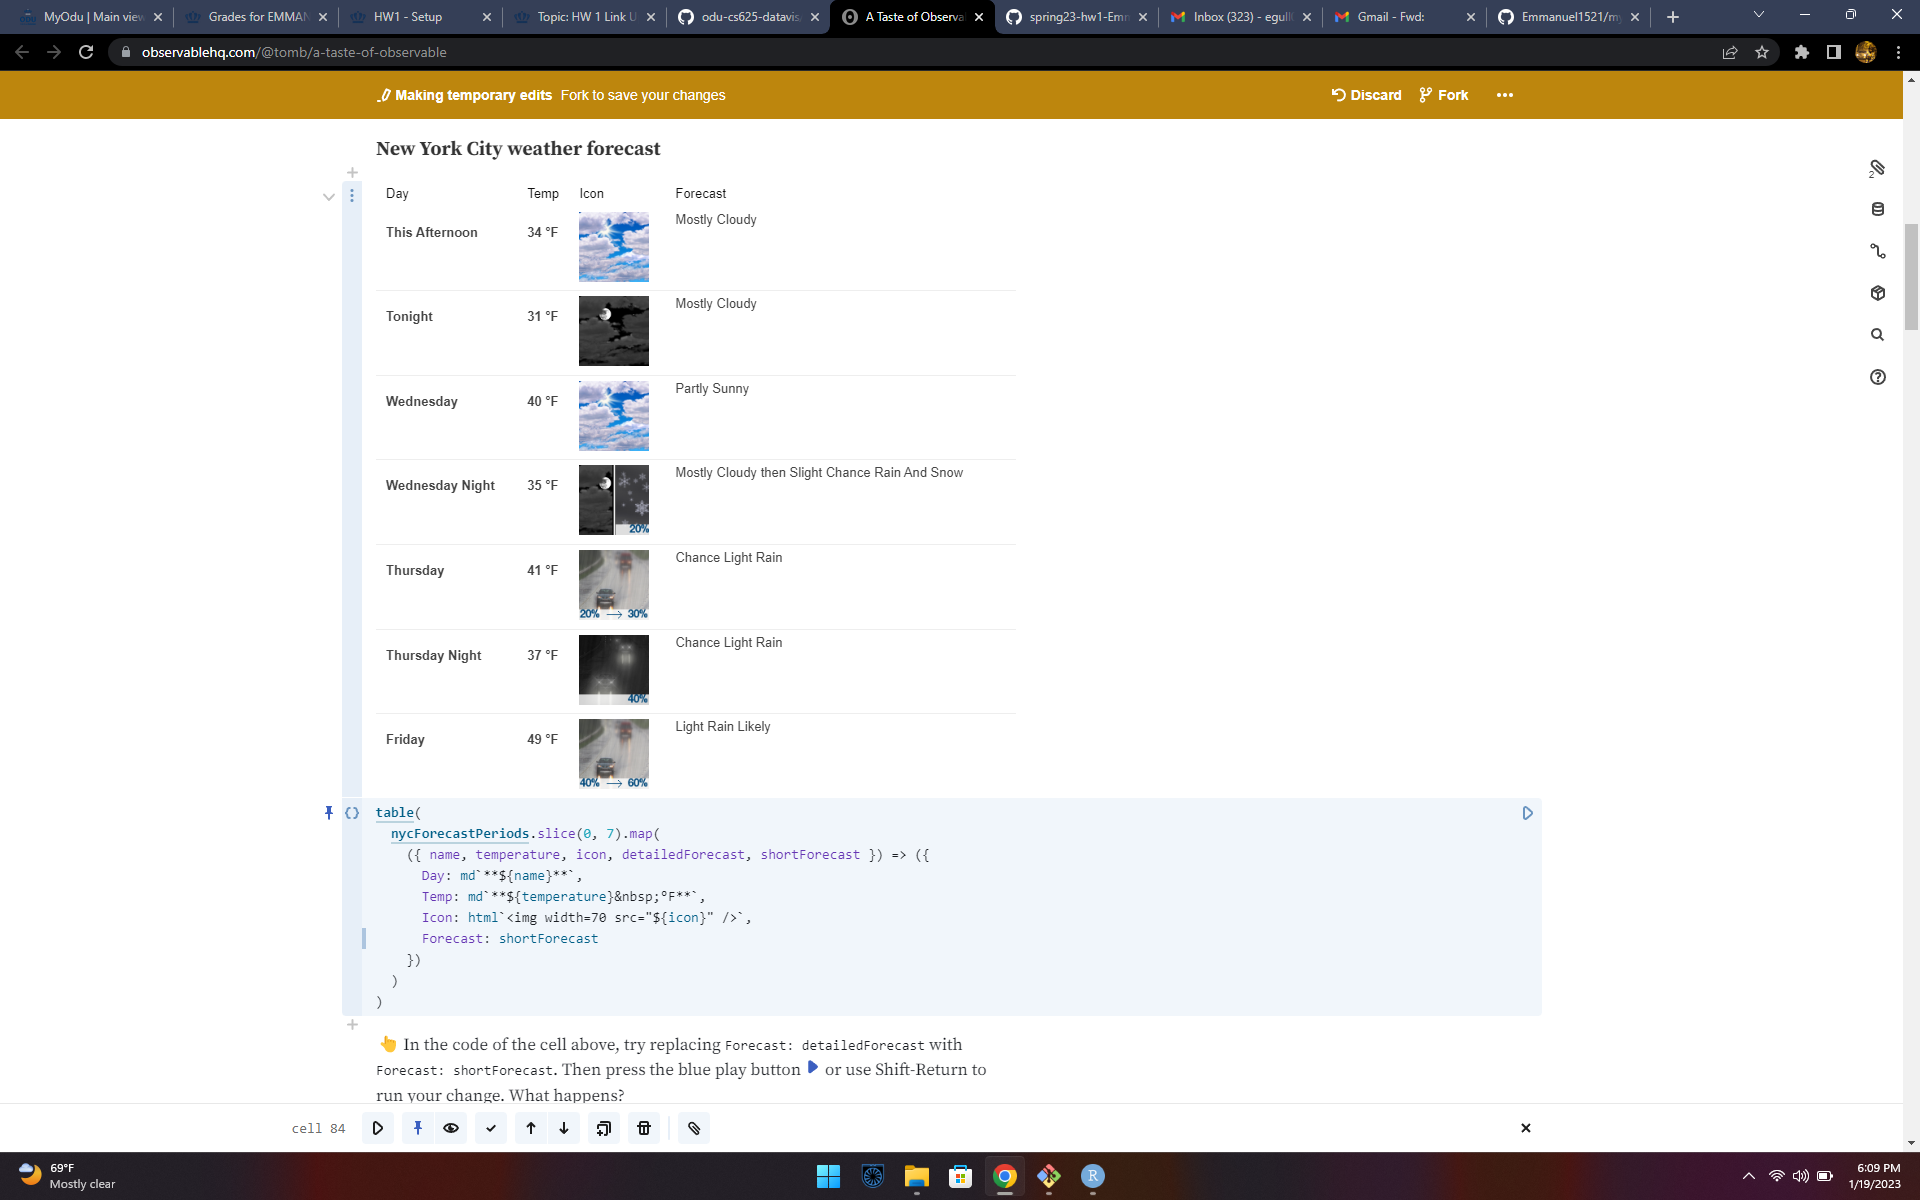 MyOdu | Main view
Grades for EMMAN
HW1 - Setup
Topic: HW 1 Link U
odu-cs625-datavis
A Taste of Observa
spring23-hw1-Emm
Inbox (323) - egull
Gmail - Fwd:
Emmanuel1521/my
observablehq.com/@tomb/a-taste-of-observable
Making temporary edits Fork to save your changes
Discard Fork
New York City weather forecast
Day Temp Icon Forecast
This Afternoon 34 °F Mostly Cloudy
Tonight 31 °F Mostly Cloudy
Wednesday 40 °F Partly Sunny
Wednesday Night 35 °F 20% Mostly Cloudy then Slight Chance Rain And Snow
Thursday 41 °F 20% → 30% Chance Light Rain
Thursday Night 37 °F 40% Chance Light Rain
Friday 49 °F 40% → 60% Light Rain Likely
table(
nycForecastPeriods.slice(0, 7).map(
({ name, temperature, icon, detailedForecast, shortForecast }) => ({
Day: md`**${name}**`,
Temp: md`**${temperature}&nbsp;°F**`,
Icon: html`<img width=70 src="${icon}" />`,
Forecast: shortForecast
})
)
)
👆 In the code of the cell above, try replacing Forecast: detailedForecast with
Forecast: shortForecast. Then press the blue play button or use Shift-Return to
run your change. What happens?
cell 84
69°F
Mostly clear
6:09 PM
1/19/2023
2